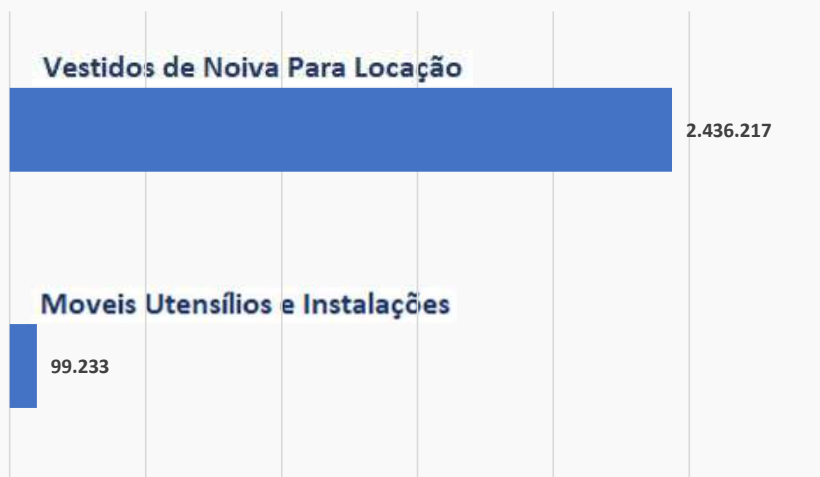 Vestidos de Noiva Para Locação
2.436.217
Moveis Utensílios e Instalações
99.233